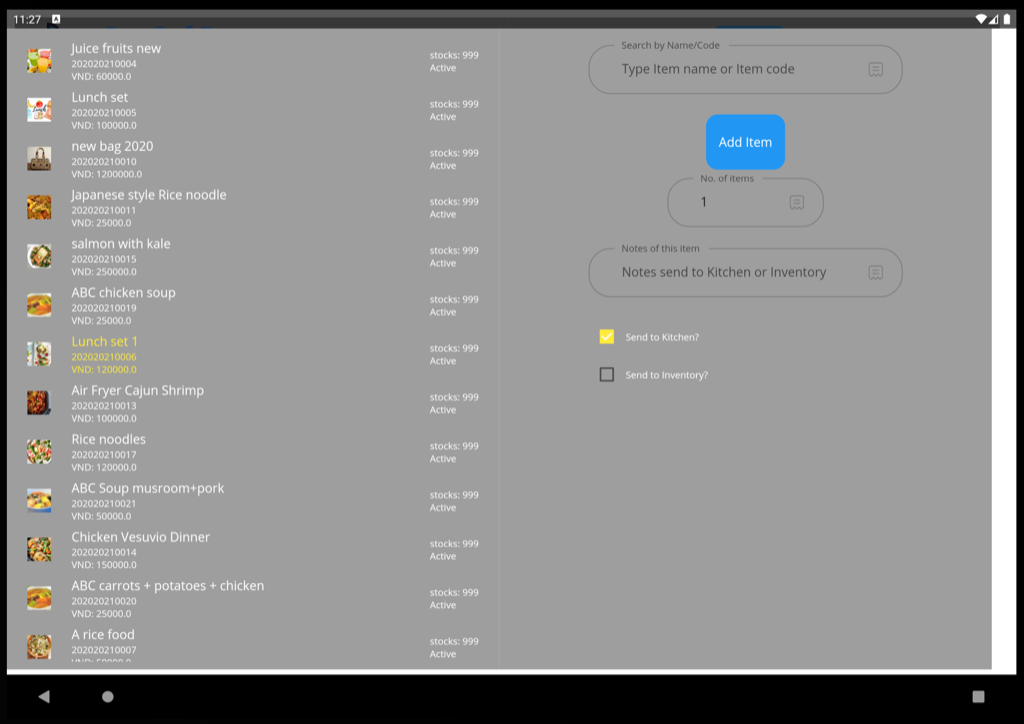 11:27
Juice fruits new
202020210004
VND: 60000.0
stocks: 999
Active
Lunch set
202020210005
VND: 100000.0
stocks: 999
Active
new bag 2020
202020210010
VND: 1200000.0
stocks: 999
Active
Japanese style Rice noodle
202020210011
VND: 25000.0
stocks: 999
Active
salmon with kale
202020210015
VND: 250000.0
stocks: 999
Active
ABC chicken soup
202020210019
VND: 25000.0
stocks: 999
Active
Lunch set 1
202020210006
VND: 120000.0
stocks: 999
Active
Air Fryer Cajun Shrimp
202020210013
VND: 100000.0
stocks: 999
Active
Rice noodles
202020210017
VND: 120000.0
stocks: 999
Active
ABC Soup musroom+pork
202020210021
VND: 50000.0
stocks: 999
Active
Chicken Vesuvio Dinner
202020210014
VND: 150000.0
stocks: 999
Active
ABC carrots + potatoes + chicken
202020210020
VND: 25000.0
stocks: 999
Active
A rice food
202020210007
VND: 50000.0
stocks: 999
Active
Search by Name/Code
Type Item name or Item code
Add Item
No. of items
1
Notes of this item
Notes send to Kitchen or Inventory
Send to Kitchen?
Send to Inventory?